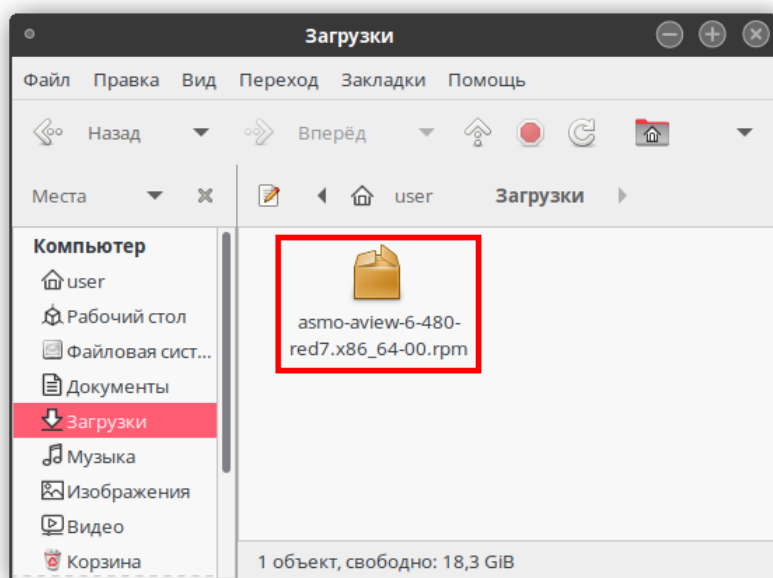 Загрузки
Файл Правка Вид Переход Закладки Помощь
Назад Вперёд
Места user Загрузки
Компьютер
user
Рабочий стол
Файловая сист...
Документы
Загрузки
Музыка
Изображения
Видео
Корзина
asmo-aview-6-480-
red7.x86_64-00.rpm
1 объект, свободно: 18,3 GiB